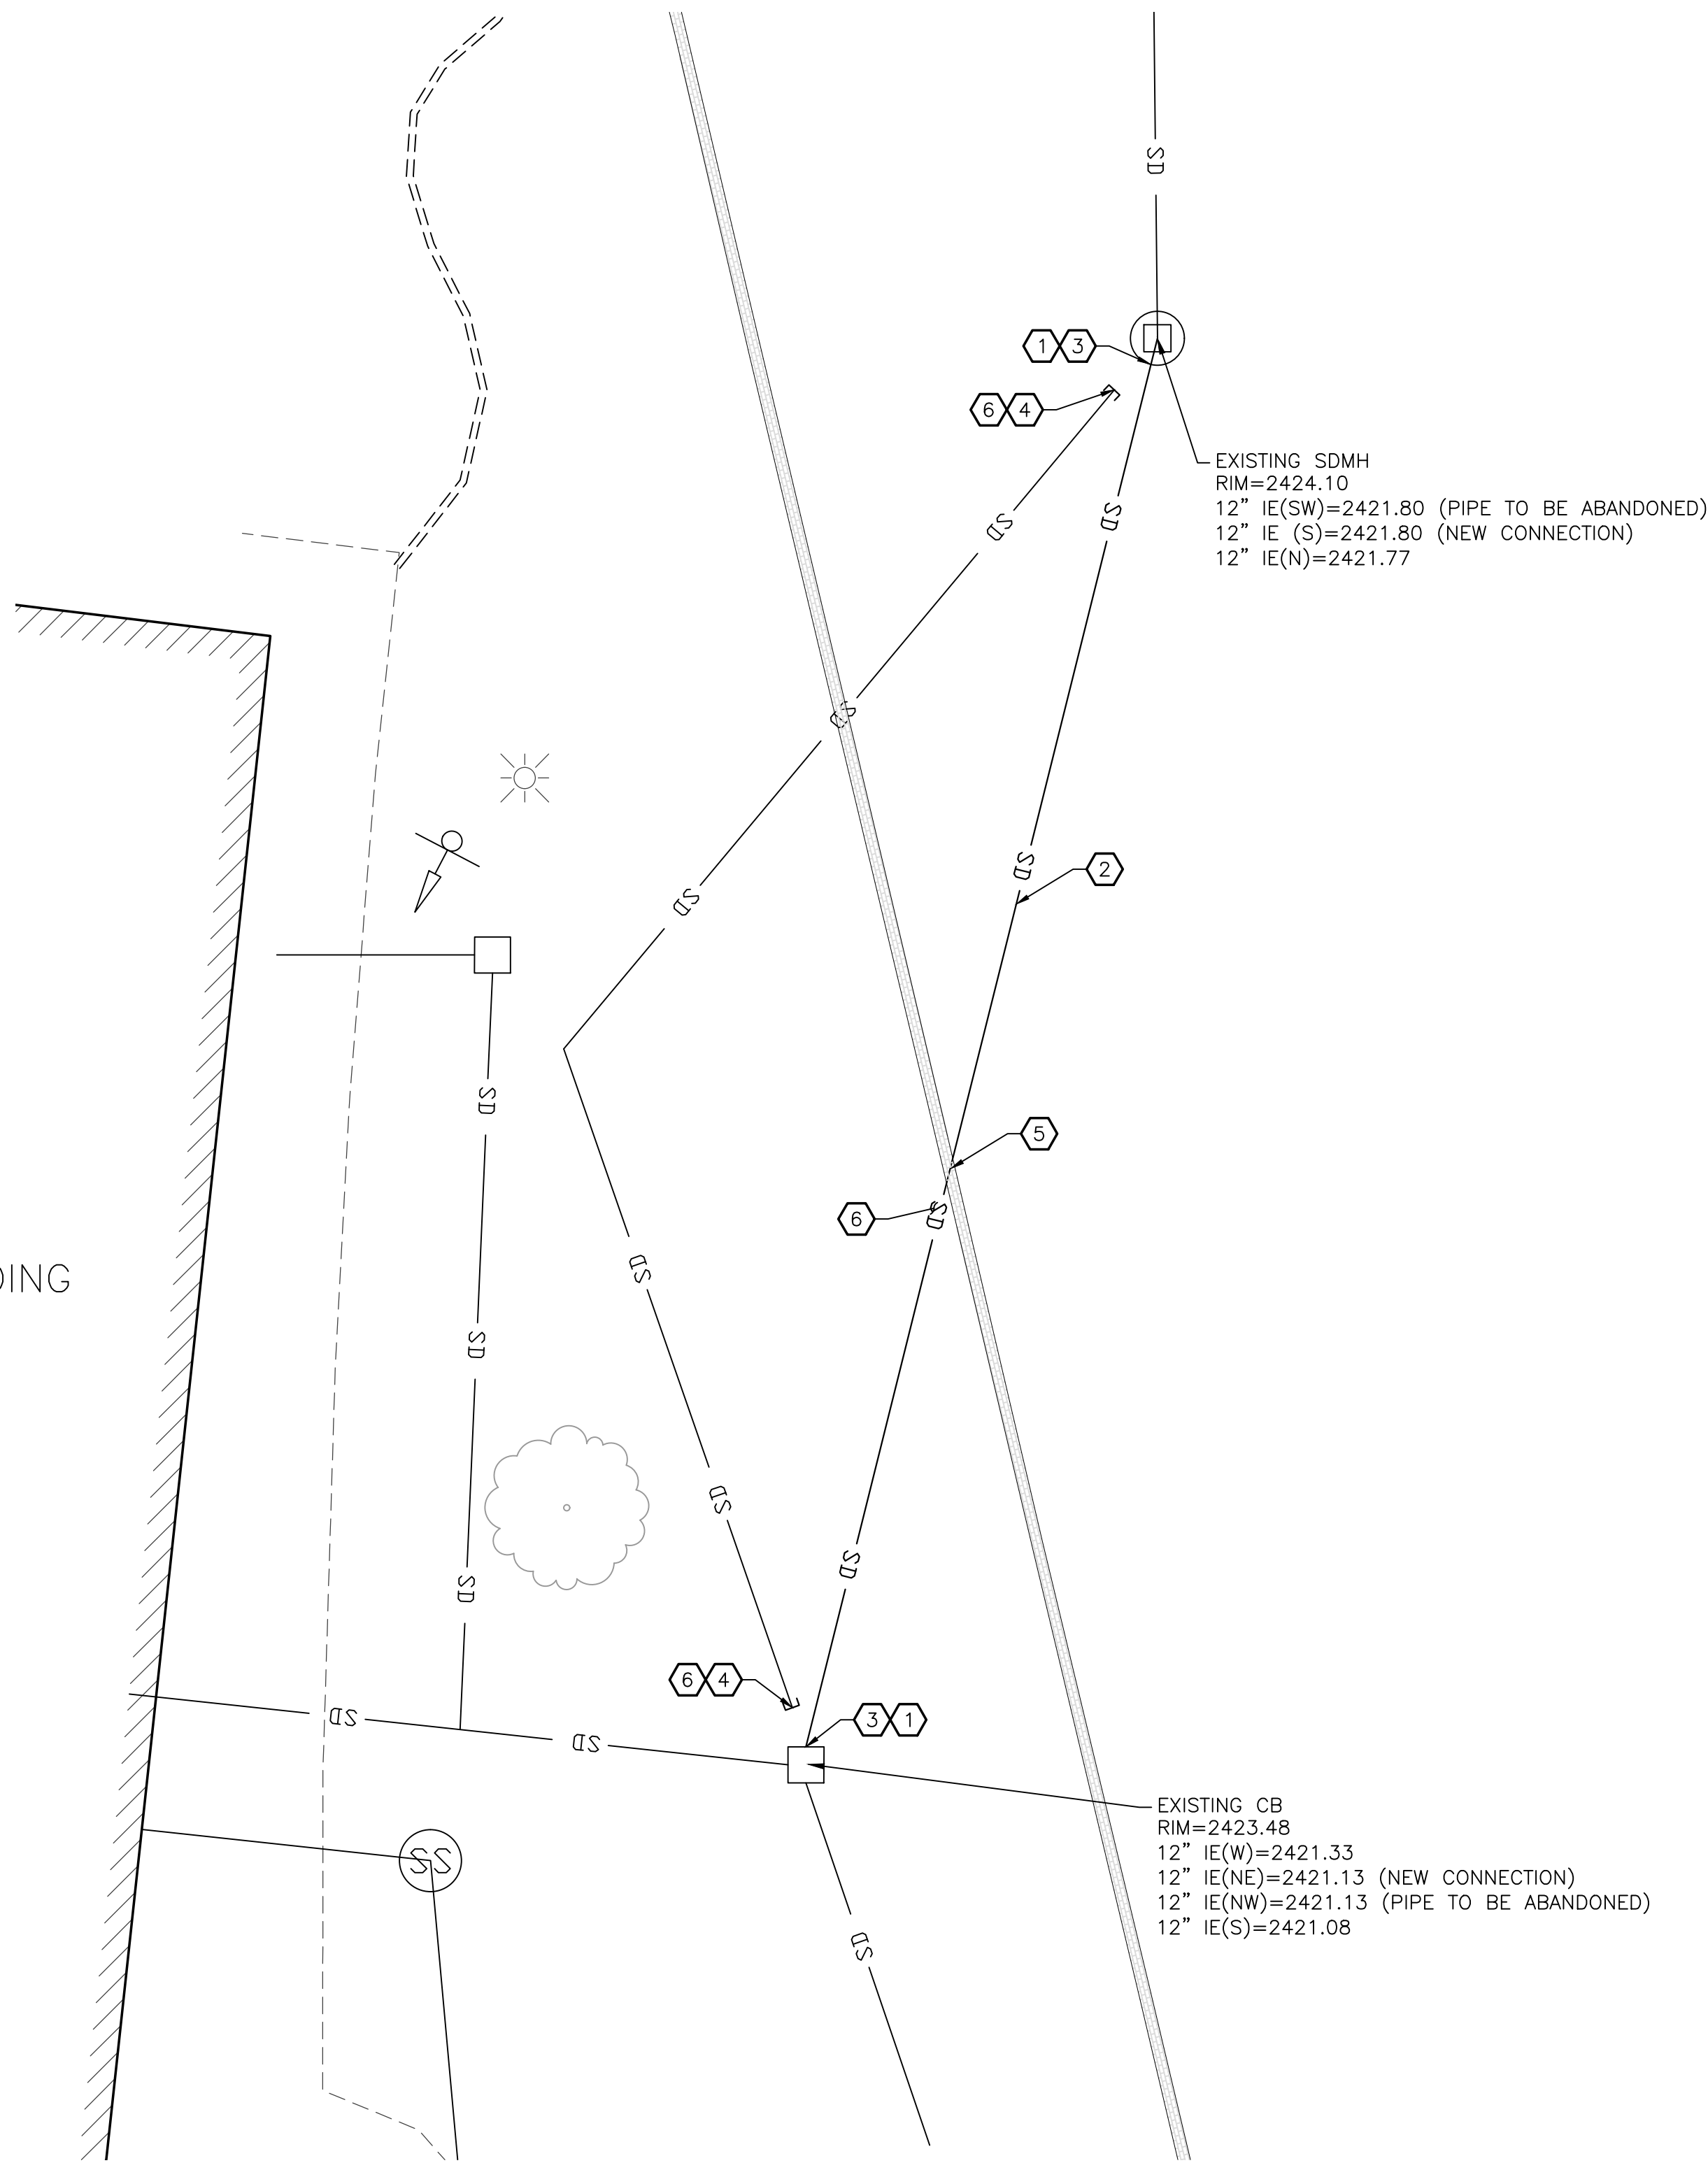 SD
1 3
6 4
EXISTING SDMH
RIM=2424.10
12" IE(SW)=2421.80 (PIPE TO BE ABANDONED)
12" IE (S)=2421.80 (NEW CONNECTION)
12" IE(N)=2421.77
SD
SD
SD
SD
2
SD
SD
5
6
SD
SD
DING
SD
SD
SD
SD
6 4
3 1
SD
SD
EXISTING CB
RIM=2423.48
12" IE(W)=2421.33
12" IE(NE)=2421.13 (NEW CONNECTION)
12" IE(NW)=2421.13 (PIPE TO BE ABANDONED)
12" IE(S)=2421.08
SS
SD